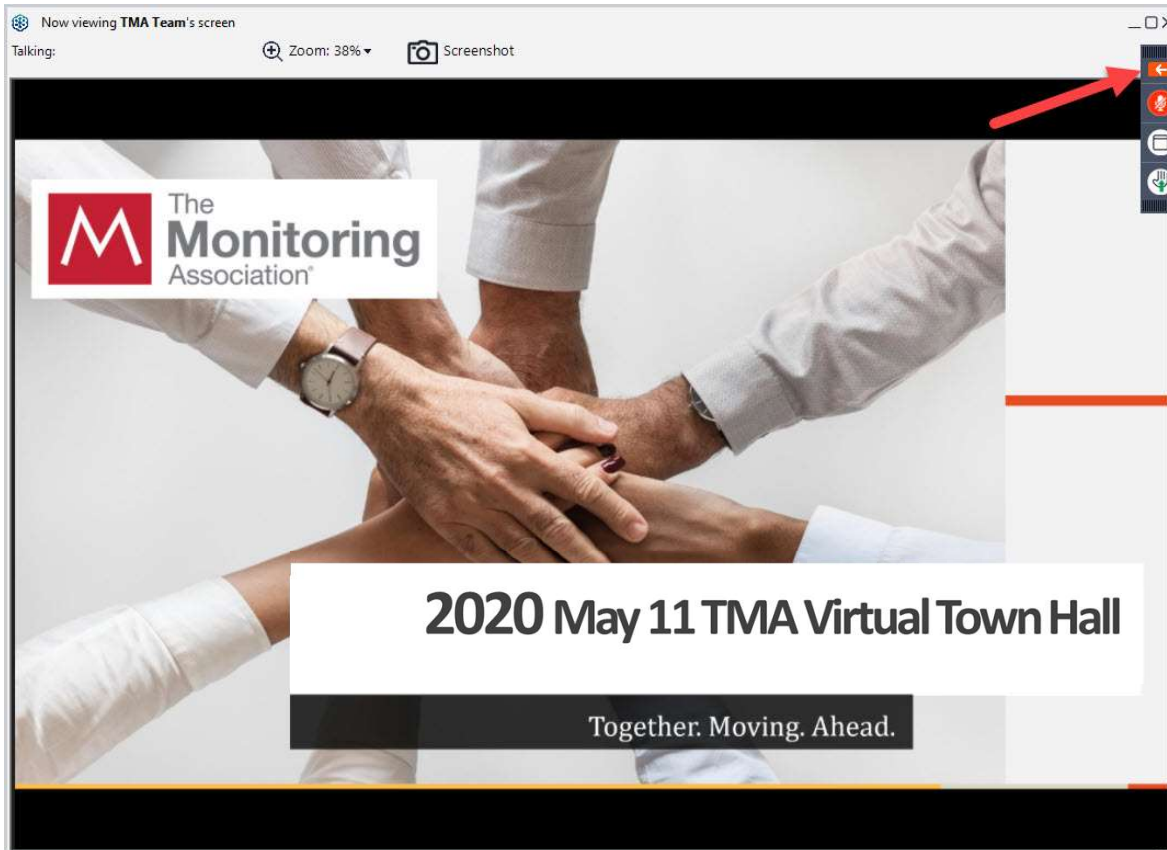 Now viewing TMA Team's screen
Talking:
Zoom: 38%
Screenshot
The
Monitoring
Association®
2020 May 11 TMA Virtual Town Hall
Together. Moving. Ahead.